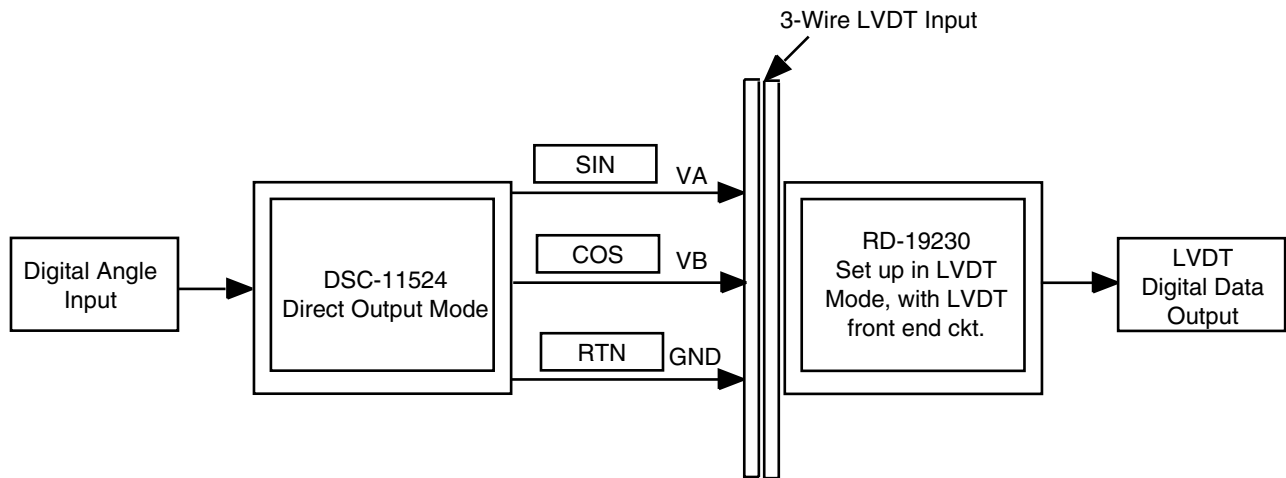 3-Wire LVDT Input
SIN
VA
Digital Angle
Input
DSC-11524
Direct Output Mode
COS
VB
RTN
GND
RD-19230
Set up in LVDT
Mode, with LVDT
front end ckt.
LVDT
Digital Data
Output